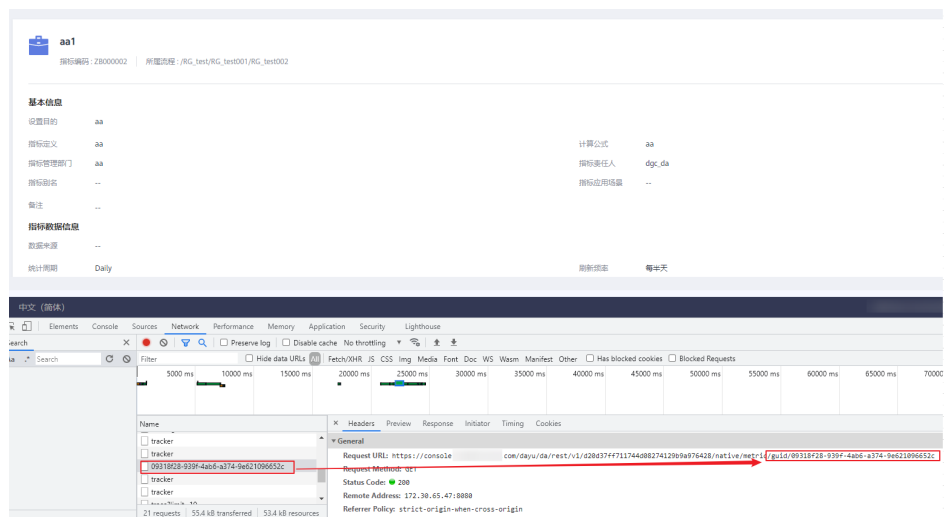 aa1
指标编码 : ZB000002 所属流程 : /RG_test/RG_test001/RG_test002
基本信息
设置目的 aa
指标定义 aa 计算公式 aa
指标管理部门 aa 指标责任人 dgc_da
指标别名 -- 指标应用场景 --
备注 --
指标数据信息
数据来源 --
统计周期 Daily 刷新频率 每半天
中文（简体）
Elements Console Sources Network Performance Memory Application Security Lighthouse
earch × Preserve log Disable cache No throttling
.* Search Filter Hide data URLs All Fetch/XHR JS CSS Img Media Font Doc WS Wasm Manifest Other Has blocked cookies Blocked Requests
5000 ms 10000 ms 15000 ms 20000 ms 25000 ms 30000 ms 35000 ms 40000 ms 45000 ms 50000 ms 55000 ms 60000 ms 65000 ms 7000
Name × Headers Preview Response Initiator Timing Cookies
tracker General
tracker Request URL: https://console com/dayu/da/rest/v1/d20d37ff711744d08274129b9a976428/native/metric/guid/09318f28-939f-4ab6-a374-9e621096652c
09318f28-939f-4ab6-a374-9e621096652c Request Method: GET
tracker Status Code: 200
tracker Remote Address: 172.30.65.47:8080
21 requests 55.4 kB transferred 53.4 kB resources Referrer Policy: strict-origin-when-cross-origin